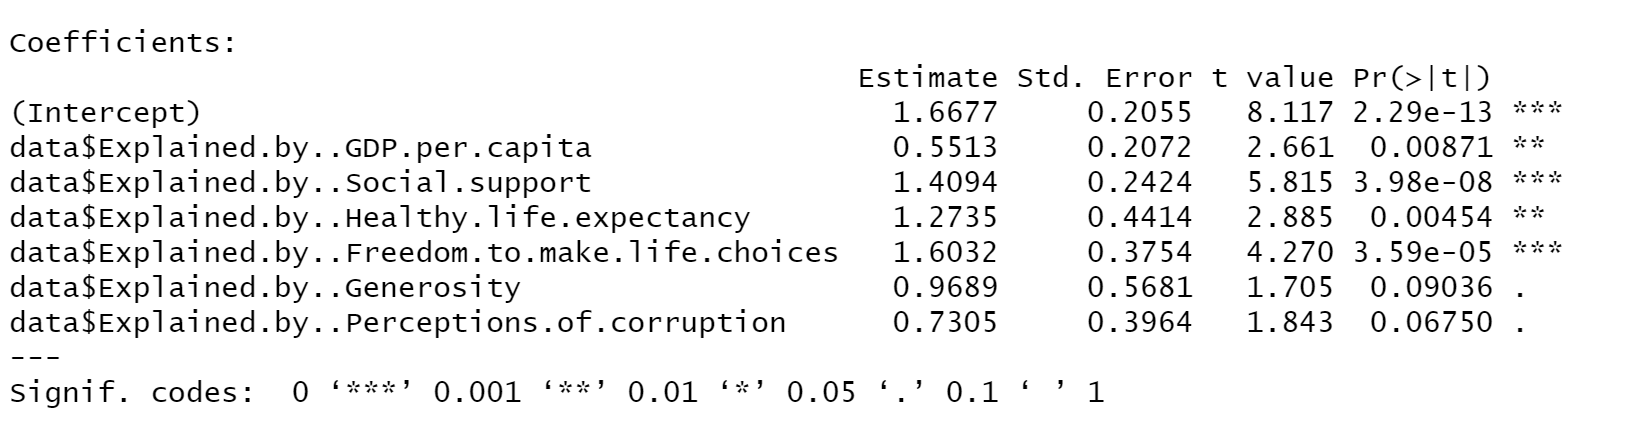 Coefficients:
Estimate Std. Error t value Pr(>|t|)
(Intercept) 1.6677 0.2055 8.117 2.29e-13 ***
data$Explained.by..GDP.per.capita 0.5513 0.2072 2.661 0.00871 **
data$Explained.by..Social.support 1.4094 0.2424 5.815 3.98e-08 ***
data$Explained.by..Healthy.life.expectancy 1.2735 0.4414 2.885 0.00454 **
data$Explained.by..Freedom.to.make.life.choices 1.6032 0.3754 4.270 3.59e-05 ***
data$Explained.by..Generosity 0.9689 0.5681 1.705 0.09036 .
data$Explained.by..Perceptions.of.corruption 0.7305 0.3964 1.843 0.06750 .
---
Signif. codes: 0 ‘***’ 0.001 ‘**’ 0.01 ‘*’ 0.05 ‘.’ 0.1 ‘ ’ 1